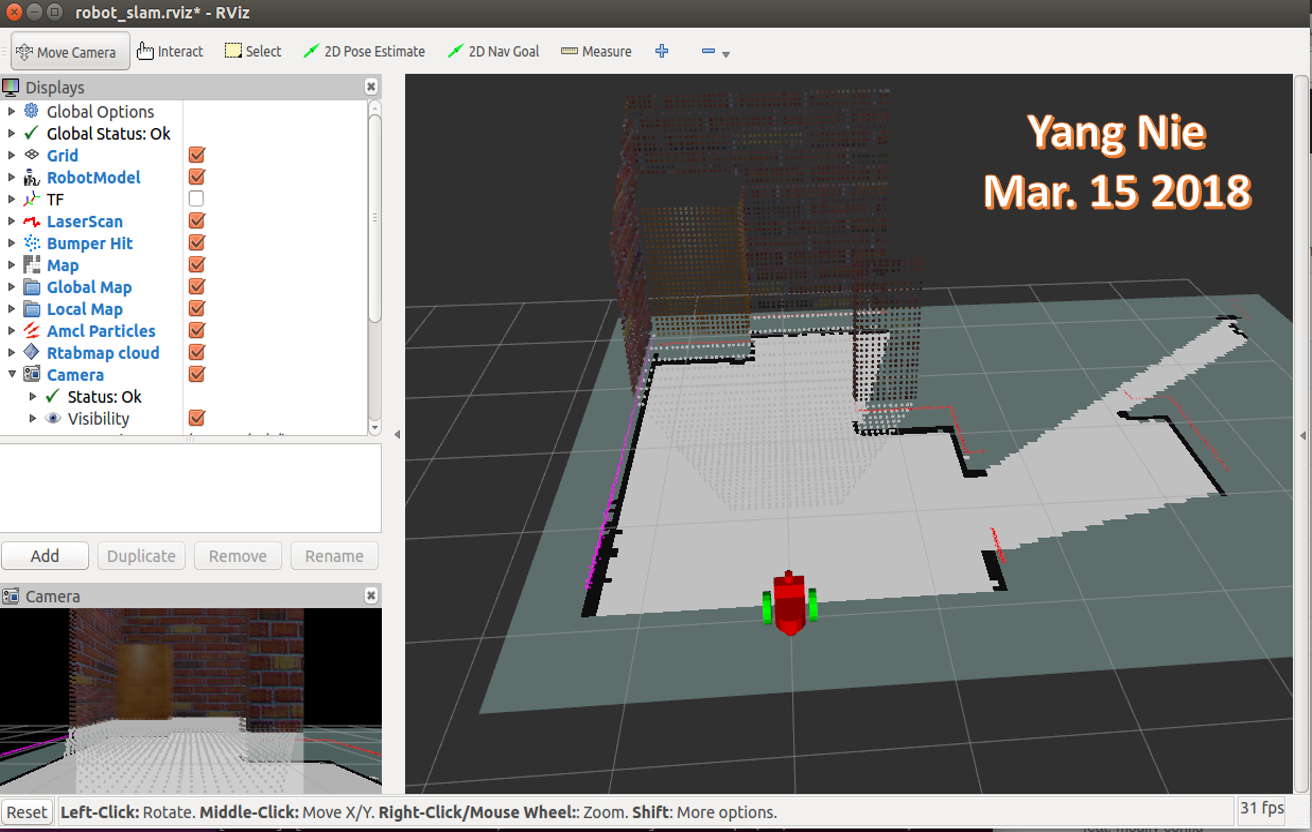 robot_slam.rviz* - RViz
Move Camera Interact Select 2D Pose Estimate 2D Nav Goal Measure
Displays
Global Options
Global Status: Ok
Grid
RobotModel
TF
LaserScan
Bumper Hit
Map
Global Map
Local Map
Amcl Particles
Rtabmap cloud
Camera
Status: Ok
Visibility
Add Duplicate Remove Rename
Camera
Yang Nie
Mar. 15 2018
Reset Left-Click: Rotate. Middle-Click: Move X/Y. Right-Click/Mouse Wheel:: Zoom. Shift: More options. 31 fps